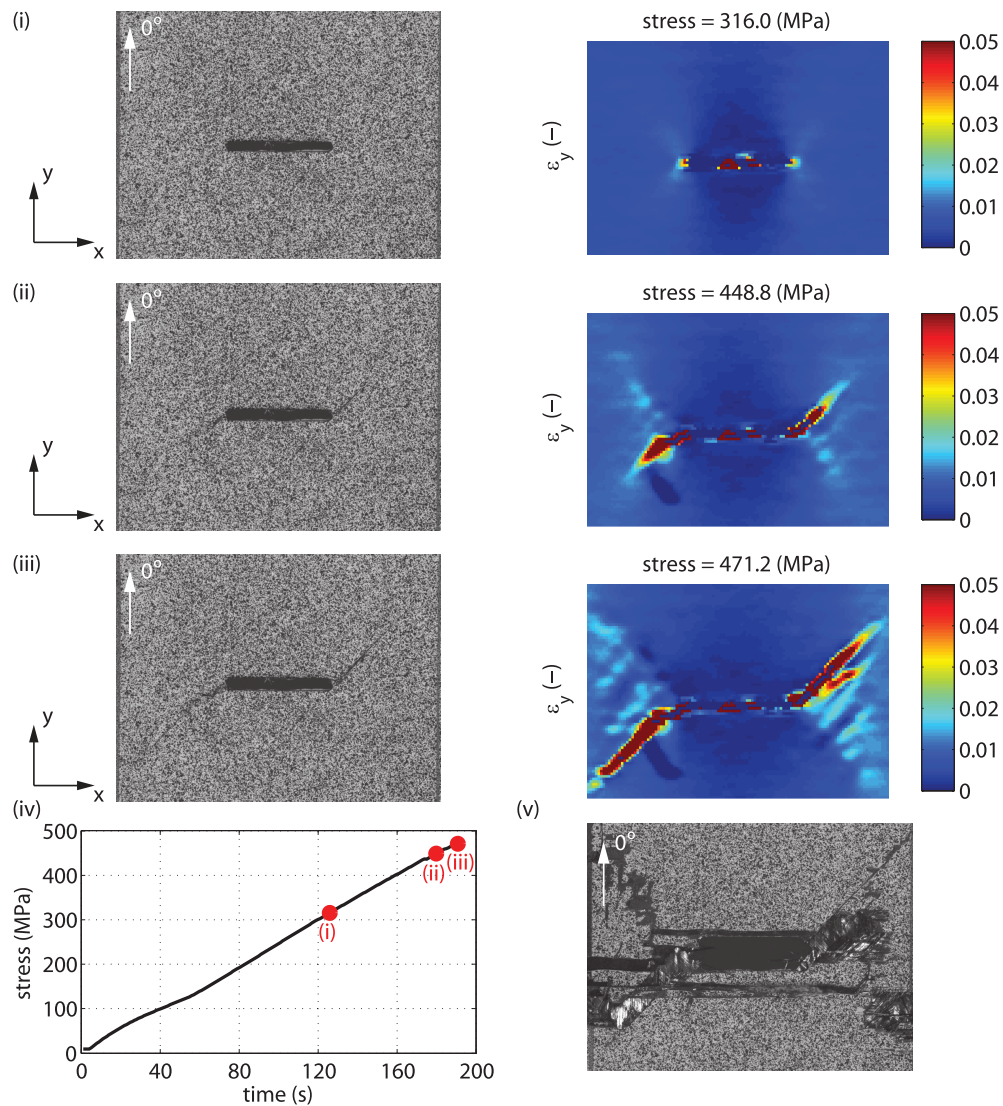 (i)
0°
y
x
stress = 316.0 (MPa)
ε_y (−)
0.05
0.04
0.03
0.02
0.01
0
(ii)
0°
y
x
stress = 448.8 (MPa)
ε_y (−)
0.05
0.04
0.03
0.02
0.01
0
(iii)
0°
y
x
stress = 471.2 (MPa)
ε_y (−)
0.05
0.04
0.03
0.02
0.01
0
(iv)
500
400
300
200
100
0
stress (MPa)
(i)
(ii)
(iii)
0 40 80 120 160 200
time (s)
(v)
0°